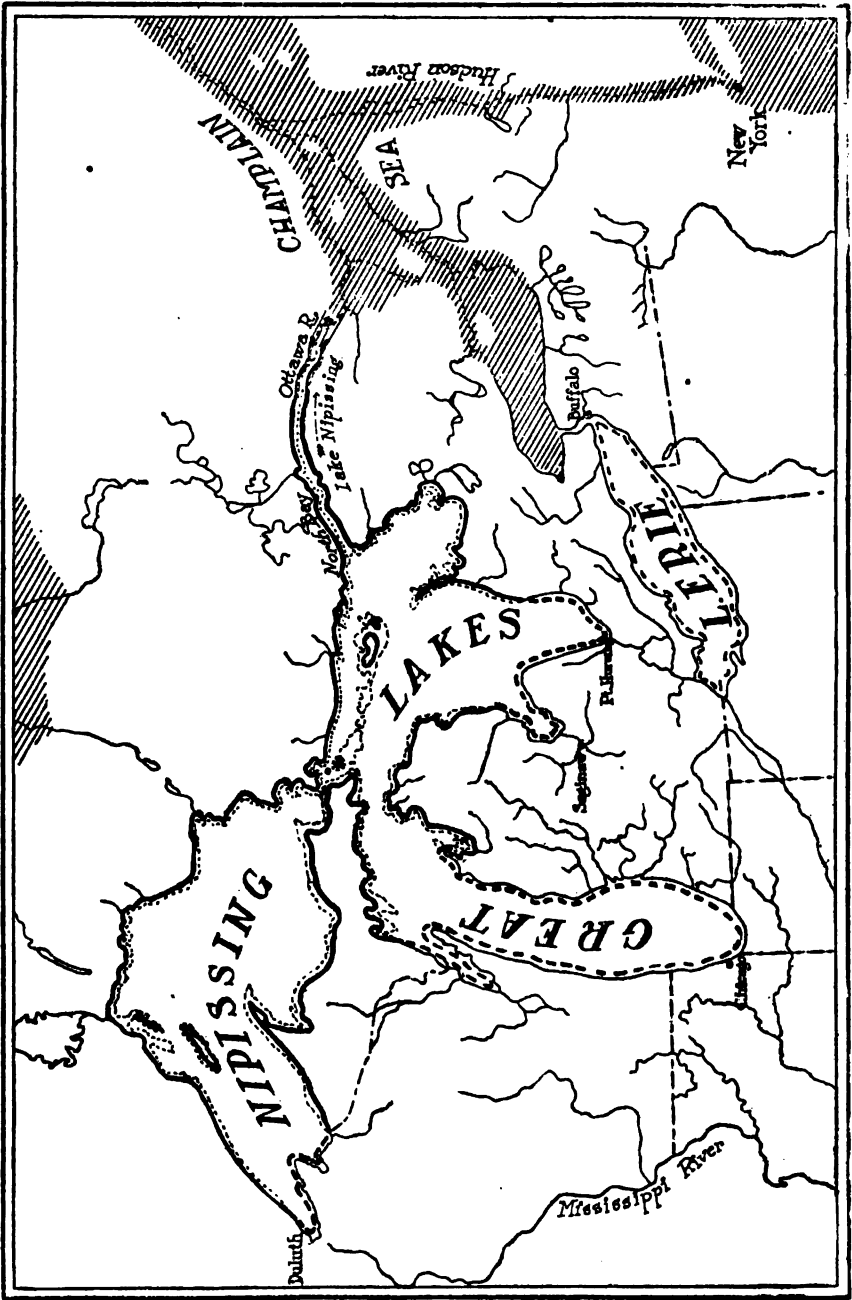 CHAMPLAIN
SEA
Hudson River
New
York
Ottawa R.
Lake Nipissing
North Bay
Buffalo
L. ERIE
NIPISSING
GREAT
LAKES
Saginaw
Chicago
Duluth
Mississippi River